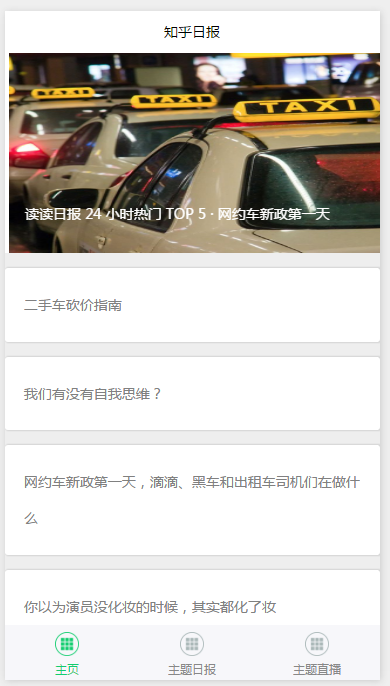 知乎日报
TAXI
TAXI
TAXI
读读日报 24 小时热门 TOP 5 · 网约车新政第一天
二手车砍价指南
我们有没有自我思维？
网约车新政第一天，滴滴、黑车和出租车司机们在做什
么
你以为演员没化妆的时候，其实都化了妆
主页
主题日报
主题直播